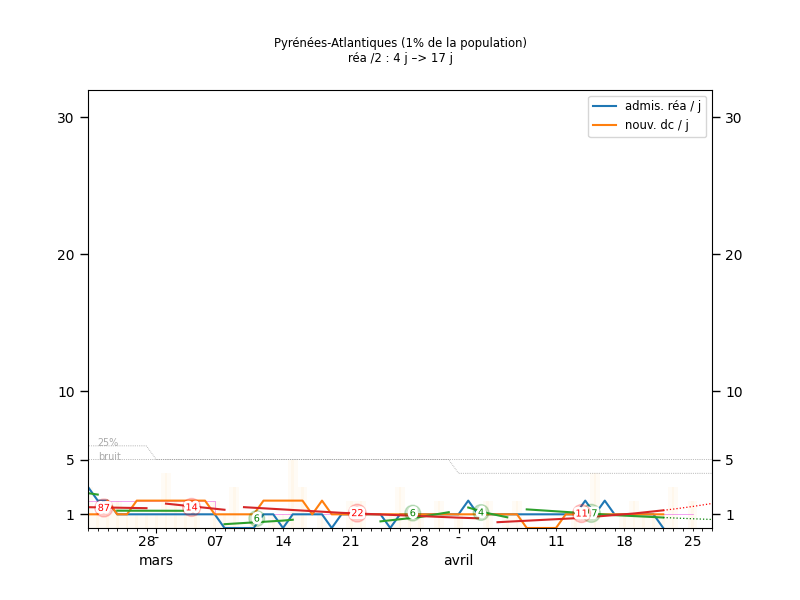 Pyrénées-Atlantiques (1% de la population)
réa /2 : 4 j –> 17 j
admis. réa / j
nouv. dc / j
30 30
20 20
10 10
25%
bruit
5 5
87 14 6 22 6 4 11 7
1 1
28 07 14 21 28 04 11 18 25
mars avril